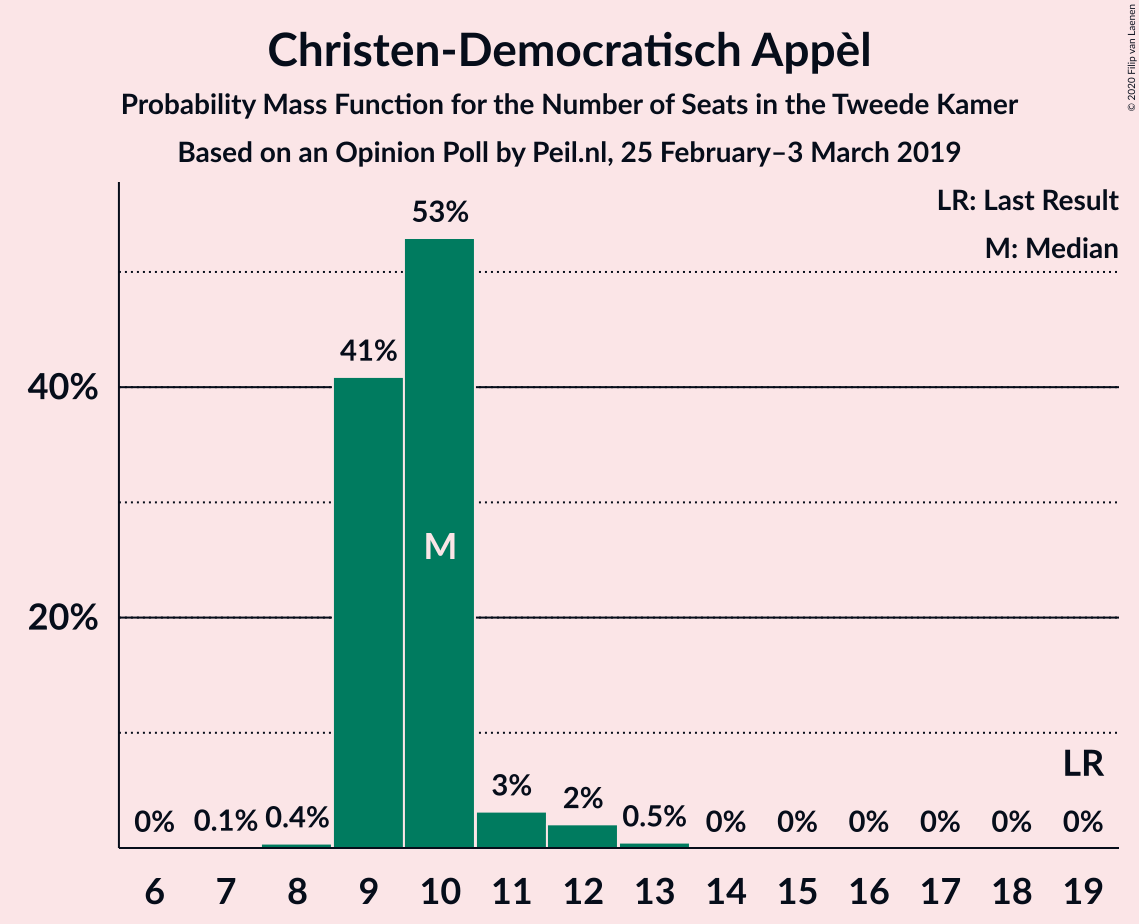 Christen-Democratisch Appèl
Probability Mass Function for the Number of Seats in the Tweede Kamer
Based on an Opinion Poll by Peil.nl, 25 February–3 March 2019
© 2020 Filip van Laenen
LR: Last Result
M: Median
53%
41%
40%
M
20%
LR
0% 0.1% 0.4% 3% 2% 0.5% 0% 0% 0% 0% 0% 0%
6 7 8 9 10 11 12 13 14 15 16 17 18 19